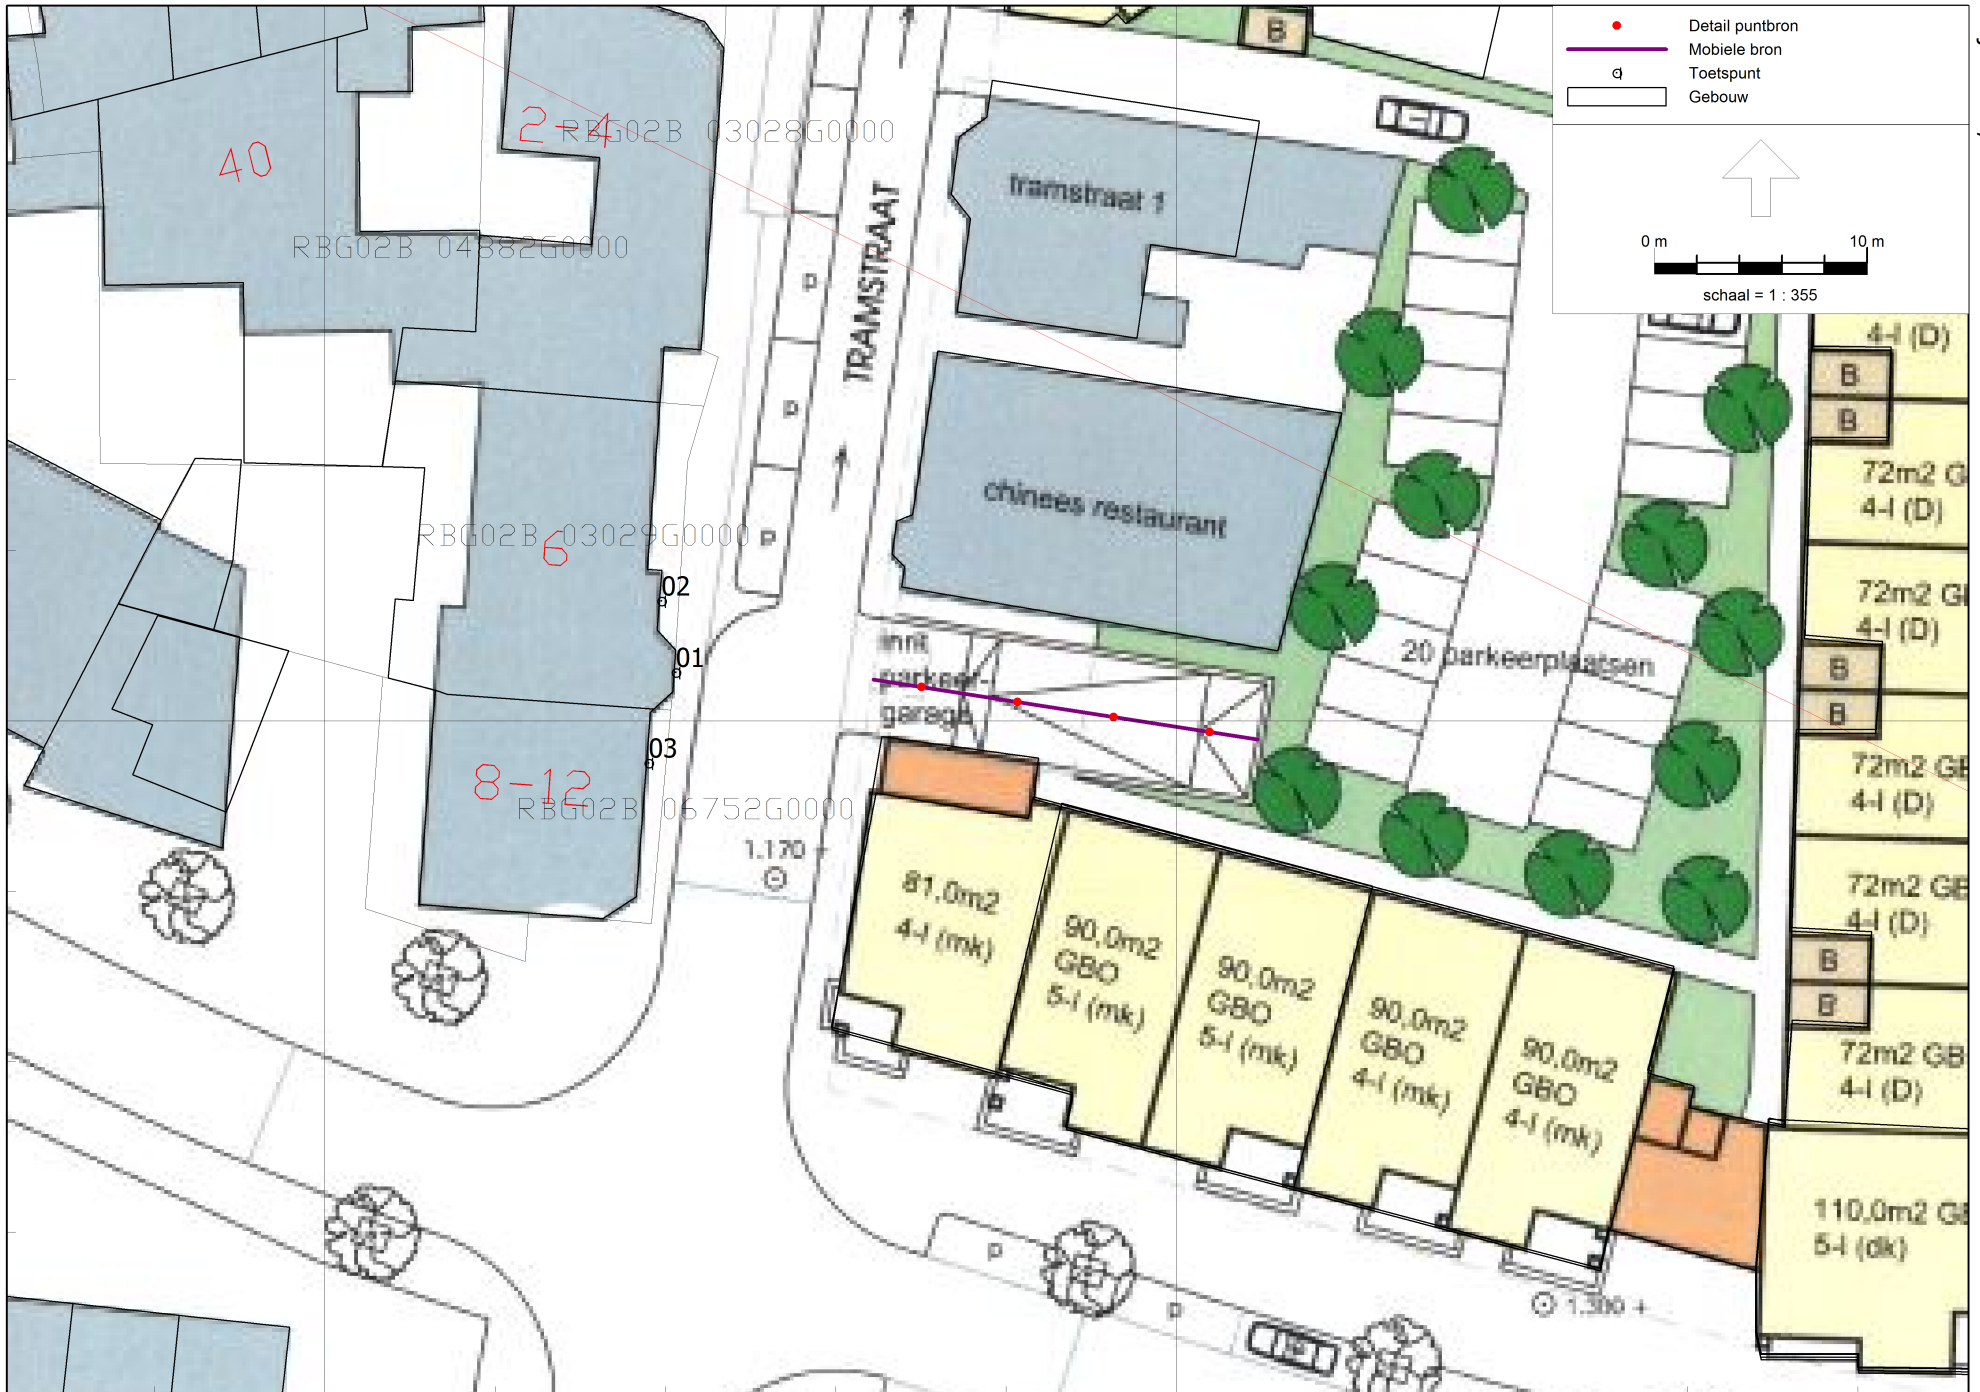 Detail puntbron
Mobiele bron
Toetspunt
Gebouw
0 m 10 m
schaal = 1 : 355
B
2-4
RBG02B 03028G0000
40
RBG02B 04882G0000
TRAMSTRAAT
tramstraat 1
P
P
P
chinees restaurant
RBG02B 03029G0000
6
02
01
03
8-12
RBG02B 06752G0000
inrit
parkeer-
garage
20 parkeerplaatsen
1.170 +
81,0m2
4-l (mk)
90,0m2
GBO
5-l (mk)
90,0m2
GBO
5-l (mk)
90,0m2
GBO
4-l (mk)
90,0m2
GBO
4-l (mk)
4-l (D)
B
B
72m2 G
4-l (D)
72m2 GB
4-l (D)
B
B
72m2 GB
4-l (D)
72m2 GB
4-l (D)
B
B
72m2 GB
4-l (D)
110,0m2 GB
5-l (dk)
P
P
1.300 +